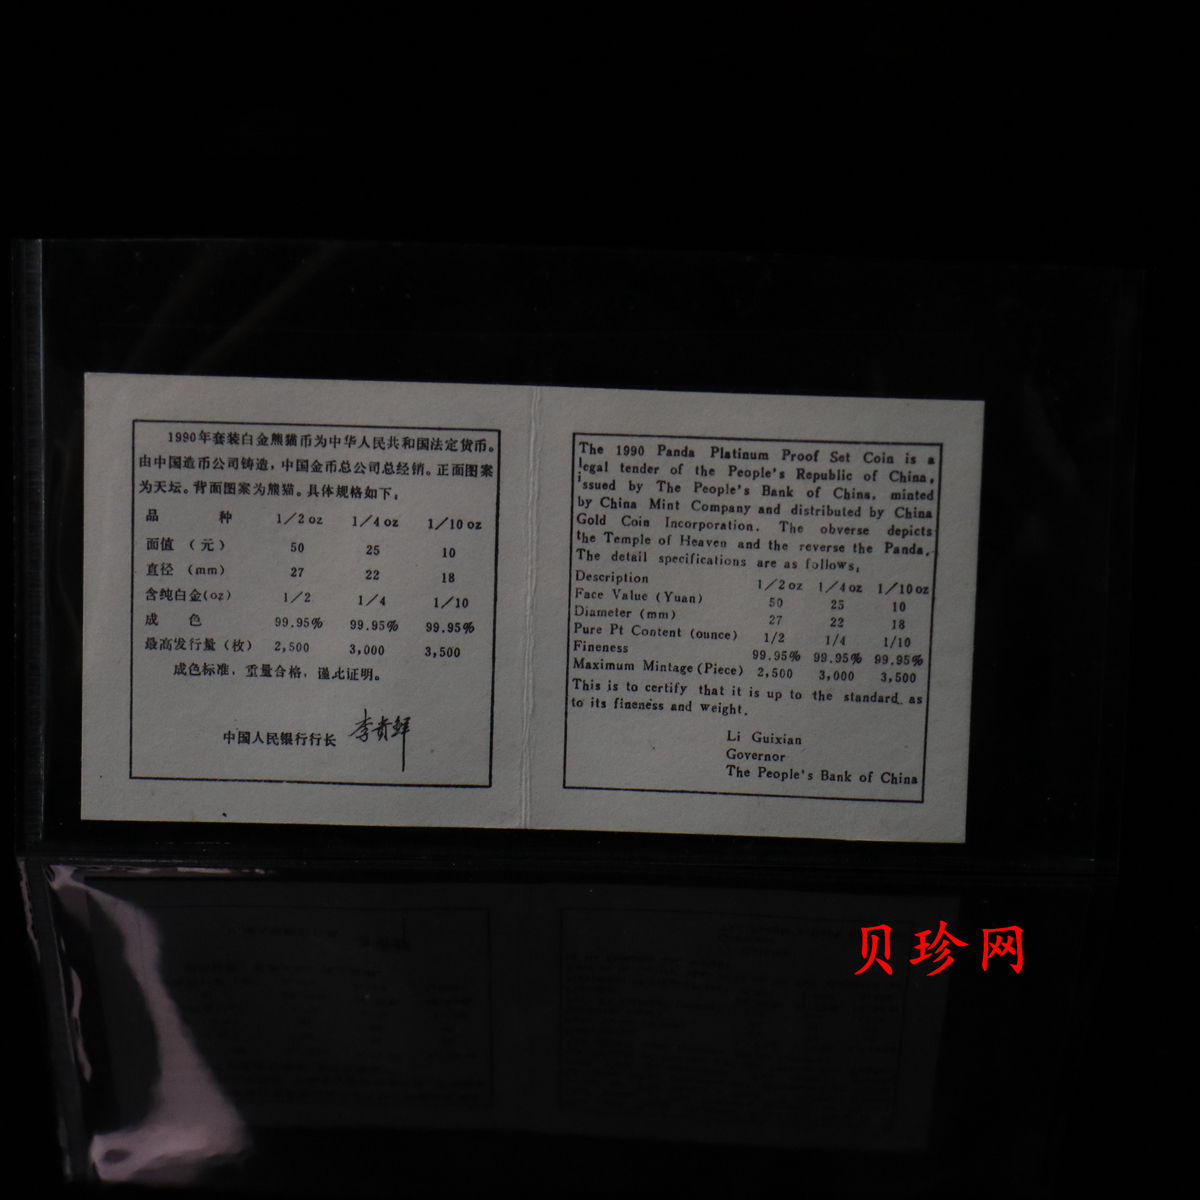 1990年套装白金熊猫币为中华人民共和国法定货币。
由中国造币公司铸造，中国金币总公司总经销。正面图案
为天坛。背面图案为熊猫。具体规格如下：
品 种 1/2 oz 1/4 oz 1/10 oz
面值（元） 50 25 10
直径（mm） 27 22 18
含纯白金(oz) 1/2 1/4 1/10
成 色 99.95% 99.95% 99.95%
最高发行量（枚） 2,500 3,000 3,500
成色标准，重量合格，谨此证明。
中国人民银行行长 李贵鲜
The 1990 Panda Platinum Proof Set Coin is a
legal tender of the People's Republic of China,
issued by The People's Bank of China, minted
by China Mint Company and distributed by China
Gold Coin Incorporation. The obverse depicts
the Temple of Heaven and the reverse the Panda.
The detail specifications are as follows:
Description 1/2 oz 1/4 oz 1/10 oz
Face Value (Yuan) 50 25 10
Diameter (mm) 27 22 18
Pure Pt Content (ounce) 1/2 1/4 1/10
Fineness 99.95% 99.95% 99.95%
Maximum Mintage (Piece) 2,500 3,000 3,500
This is to certify that it is up to the standard as
to its fineness and weight.
Li Guixian
Governor
The People's Bank of China
贝珍网